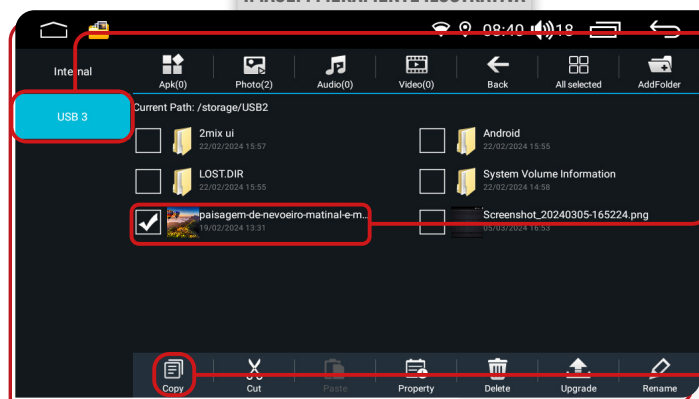 08:40 18
Internal
Apk(0) Photo(2) Audio(0) Video(0) Back All selected AddFolder
USB 3
Current Path: /storage/USB2
2mix ui
22/02/2024 15:57
Android
22/02/2024 15:55
LOST.DIR
22/02/2024 15:55
System Volume Information
22/02/2024 14:58
paisagem-de-nevoeiro-matinal-e-m...
19/02/2024 13:31
Screenshot_20240305-165224.png
05/03/2024 16:53
Copy Cut Paste Property Delete Upgrade Rename